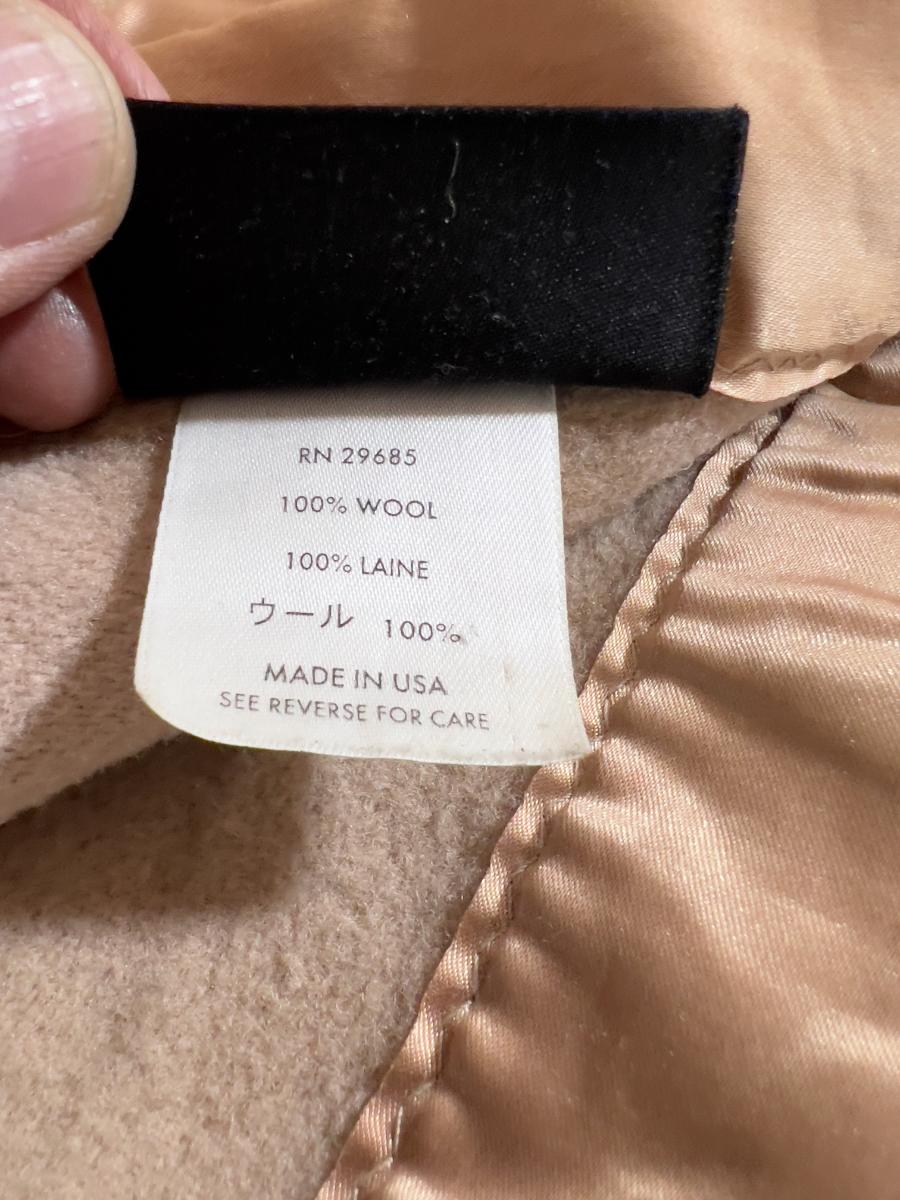 RN 29685
100% WOOL
100% LAINE
ウール 100%
MADE IN USA
SEE REVERSE FOR CARE